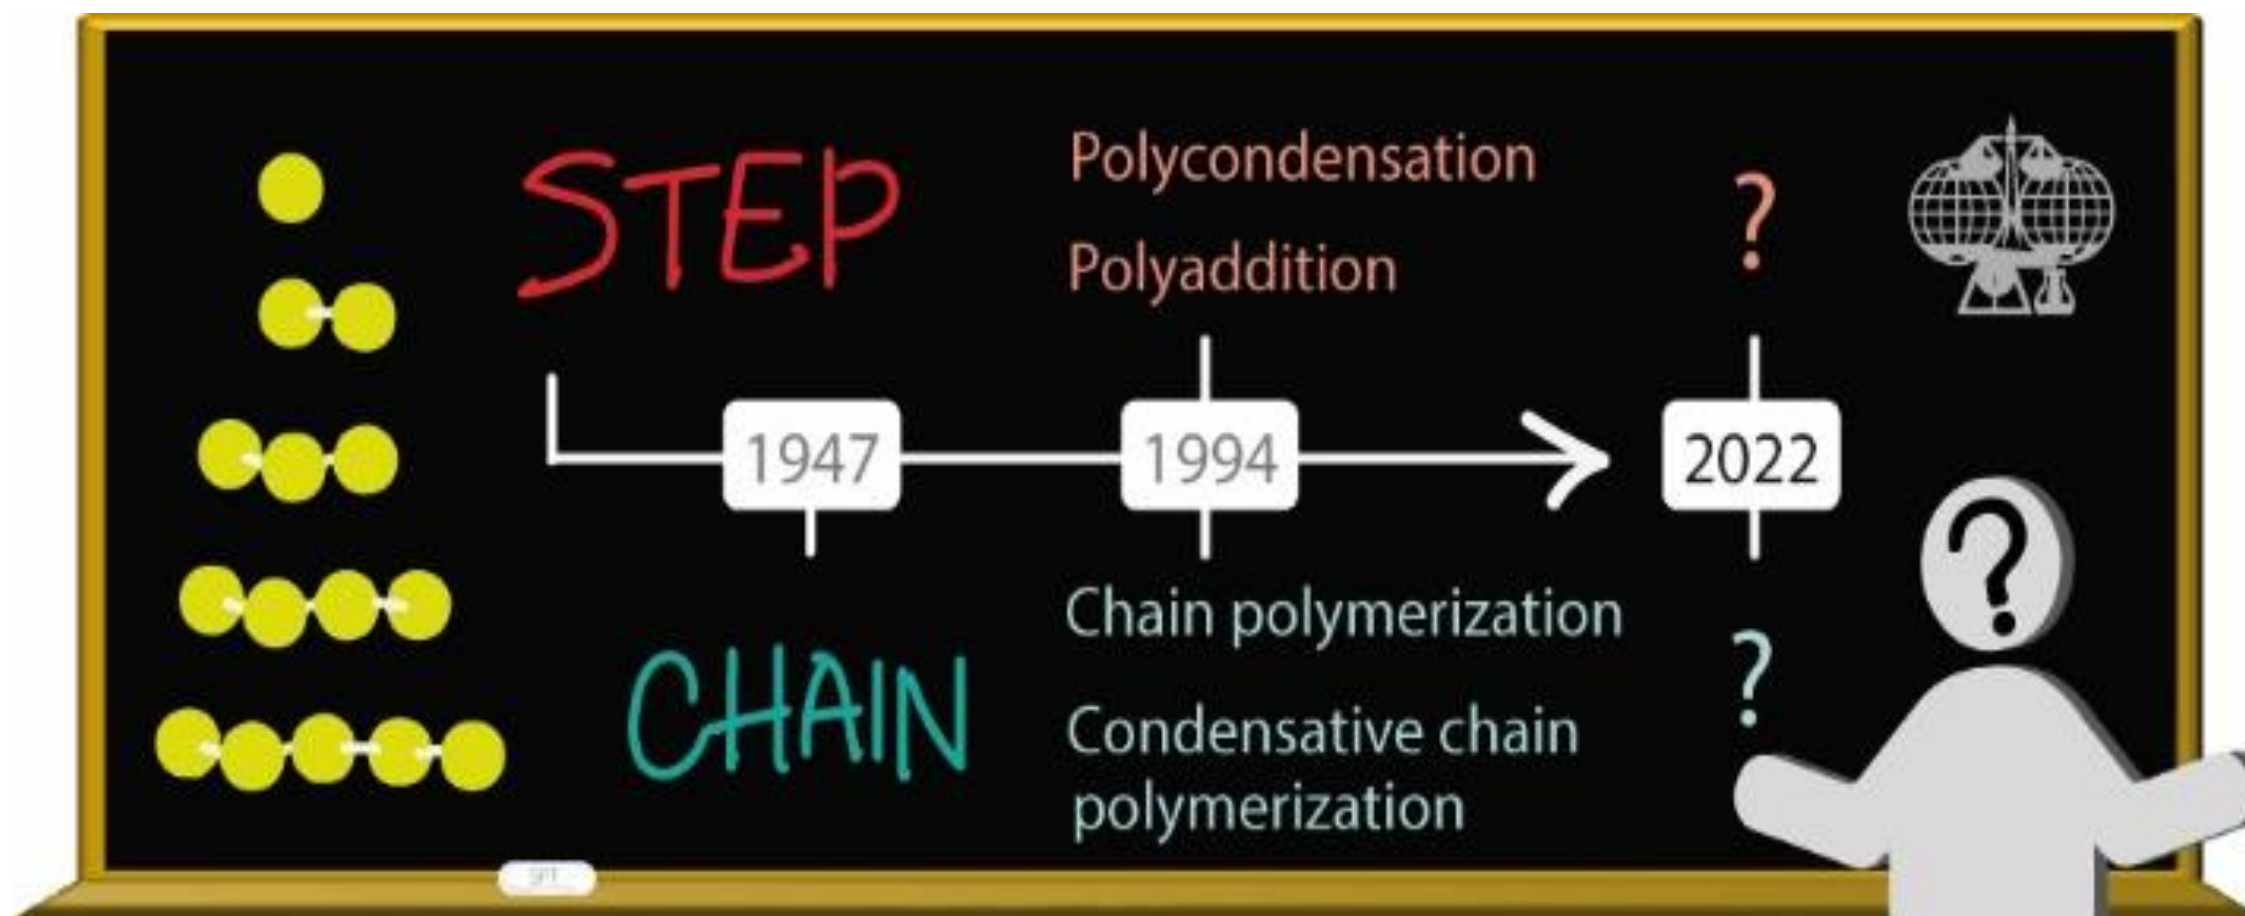 STEP
Polycondensation
Polyaddition
?
1947
1994
2022
CHAIN
Chain polymerization
Condensative chain
polymerization
?
?